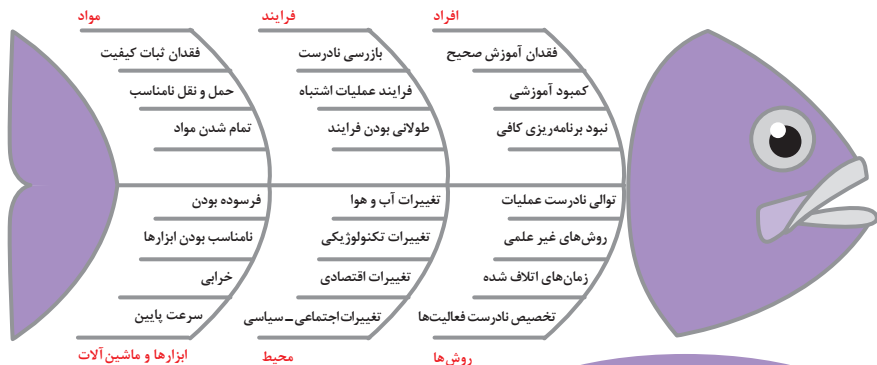 افراد
فقدان آموزش صحیح
کمبود آموزشی
نبود برنامه‌ریزی کافی
فرایند
بازرسی نادرست
فرایند عملیات اشتباه
طولانی بودن فرایند
مواد
فقدان ثبات کیفیت
حمل و نقل نامناسب
تمام شدن مواد
توالی نادرست عملیات
روش‌های غیر علمی
زمان‌های اتلاف شده
تخصیص نادرست فعالیت‌ها
روش‌ها
تغییرات آب و هوا
تغییرات تکنولوژیکی
تغییرات اقتصادی
تغییرات اجتماعی ـ سیاسی
محیط
فرسوده بودن
نامناسب بودن ابزارها
خرابی
سرعت پایین
ابزارها و ماشین‌آلات